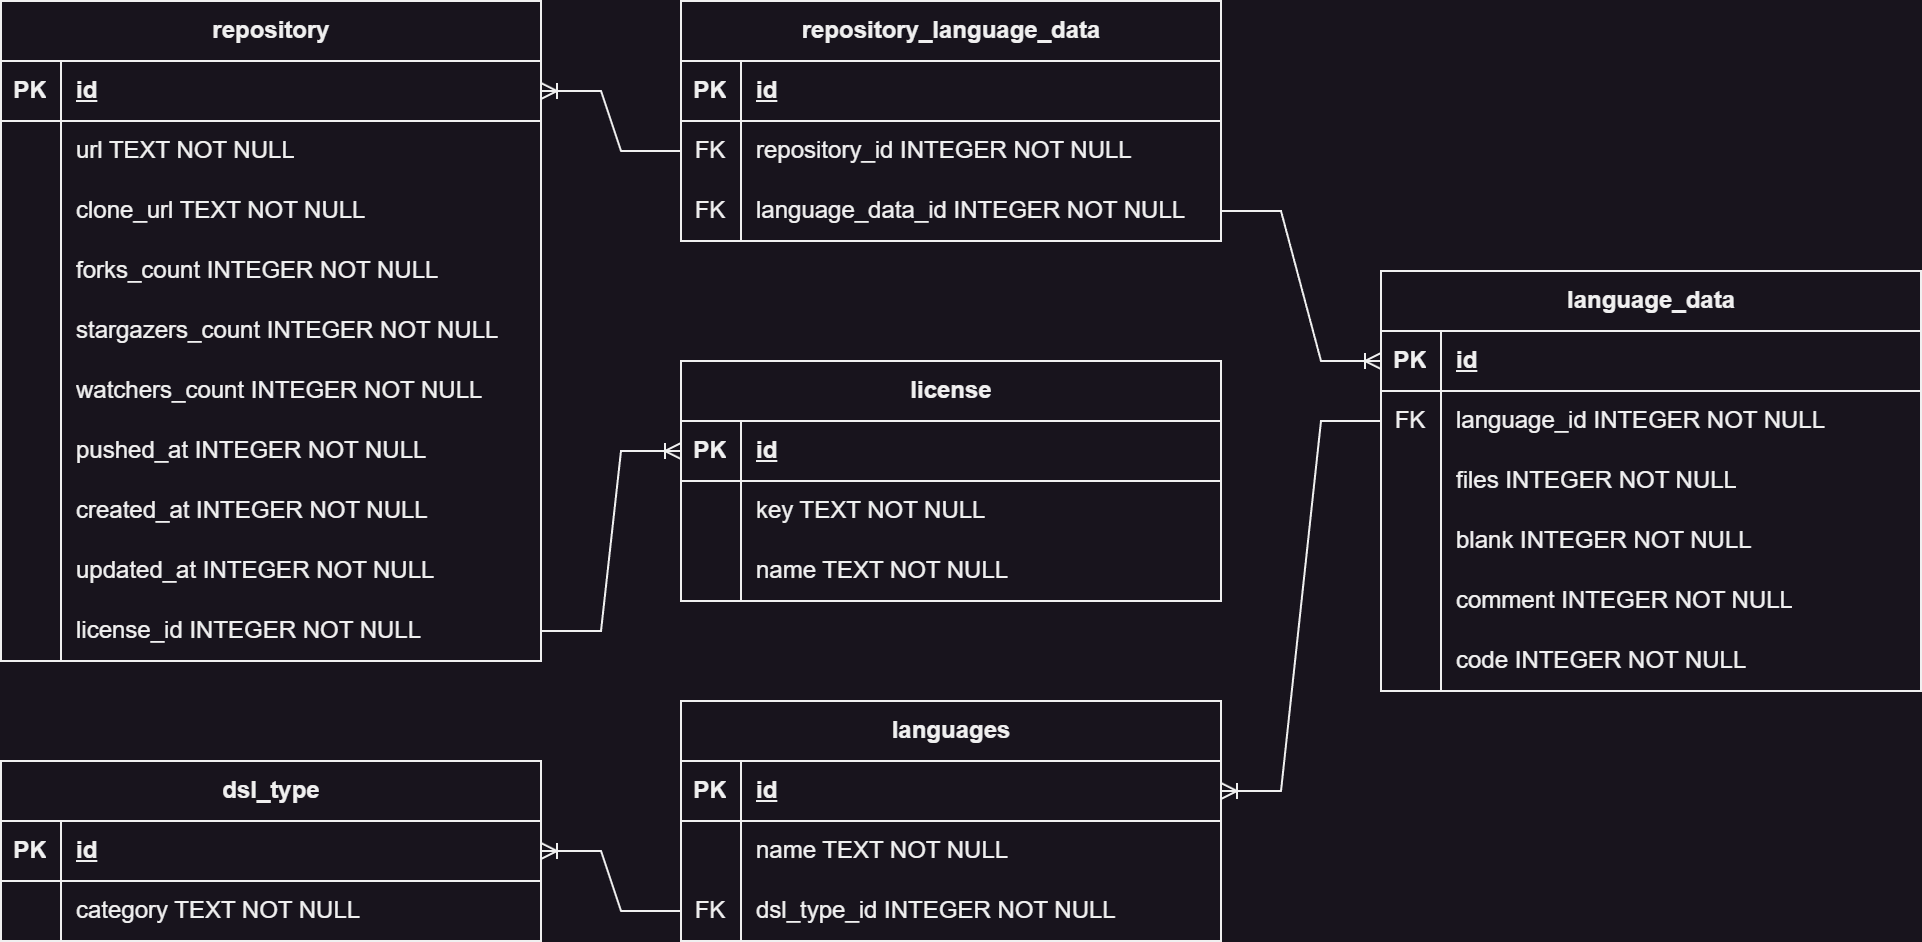 repository
PK id
url TEXT NOT NULL
clone_url TEXT NOT NULL
forks_count INTEGER NOT NULL
stargazers_count INTEGER NOT NULL
watchers_count INTEGER NOT NULL
pushed_at INTEGER NOT NULL
created_at INTEGER NOT NULL
updated_at INTEGER NOT NULL
license_id INTEGER NOT NULL
repository_language_data
PK id
FK repository_id INTEGER NOT NULL
FK language_data_id INTEGER NOT NULL
license
PK id
key TEXT NOT NULL
name TEXT NOT NULL
language_data
PK id
FK language_id INTEGER NOT NULL
files INTEGER NOT NULL
blank INTEGER NOT NULL
comment INTEGER NOT NULL
code INTEGER NOT NULL
languages
PK id
name TEXT NOT NULL
FK dsl_type_id INTEGER NOT NULL
dsl_type
PK id
category TEXT NOT NULL